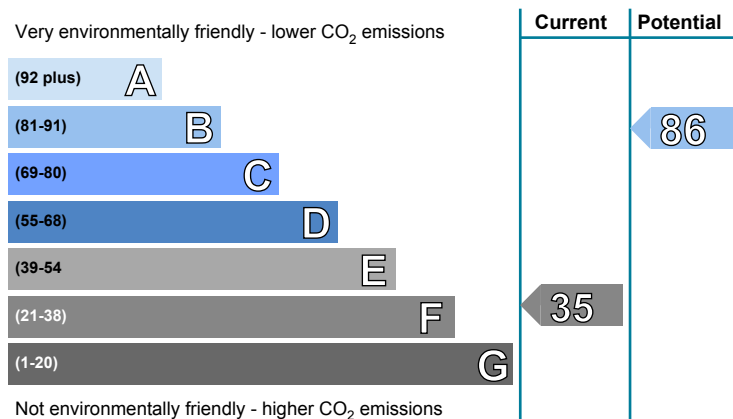 Current Potential
Very environmentally friendly - lower CO2 emissions
(92 plus) A
(81-91) B
86
(69-80) C
(55-68) D
(39-54 E
(21-38) F
35
(1-20) G
Not environmentally friendly - higher CO2 emissions